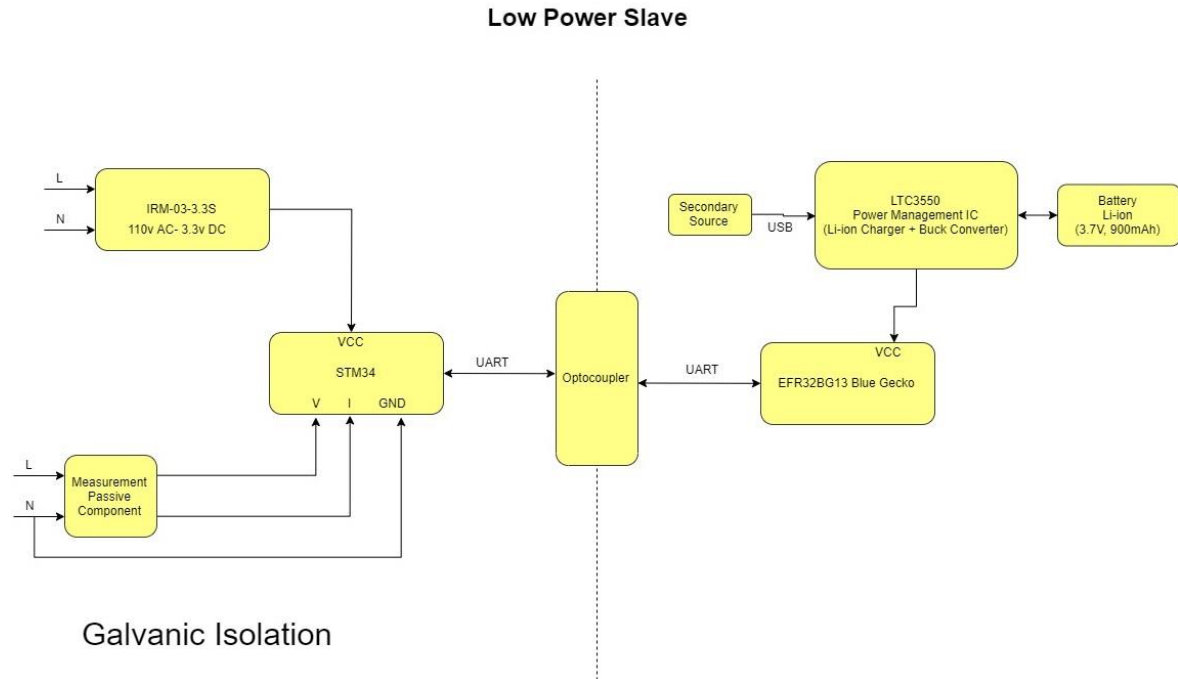 Low Power Slave
L
N
IRM-03-3.3S
110v AC- 3.3v DC
Secondary
Source
USB
LTC3550
Power Management IC
(Li-ion Charger + Buck Converter)
Battery
Li-ion
(3.7V, 900mAh)
VCC
STM34
V I GND
UART
Optocoupler
UART
VCC
EFR32BG13 Blue Gecko
L
N
Measurement
Passive
Component
Galvanic Isolation